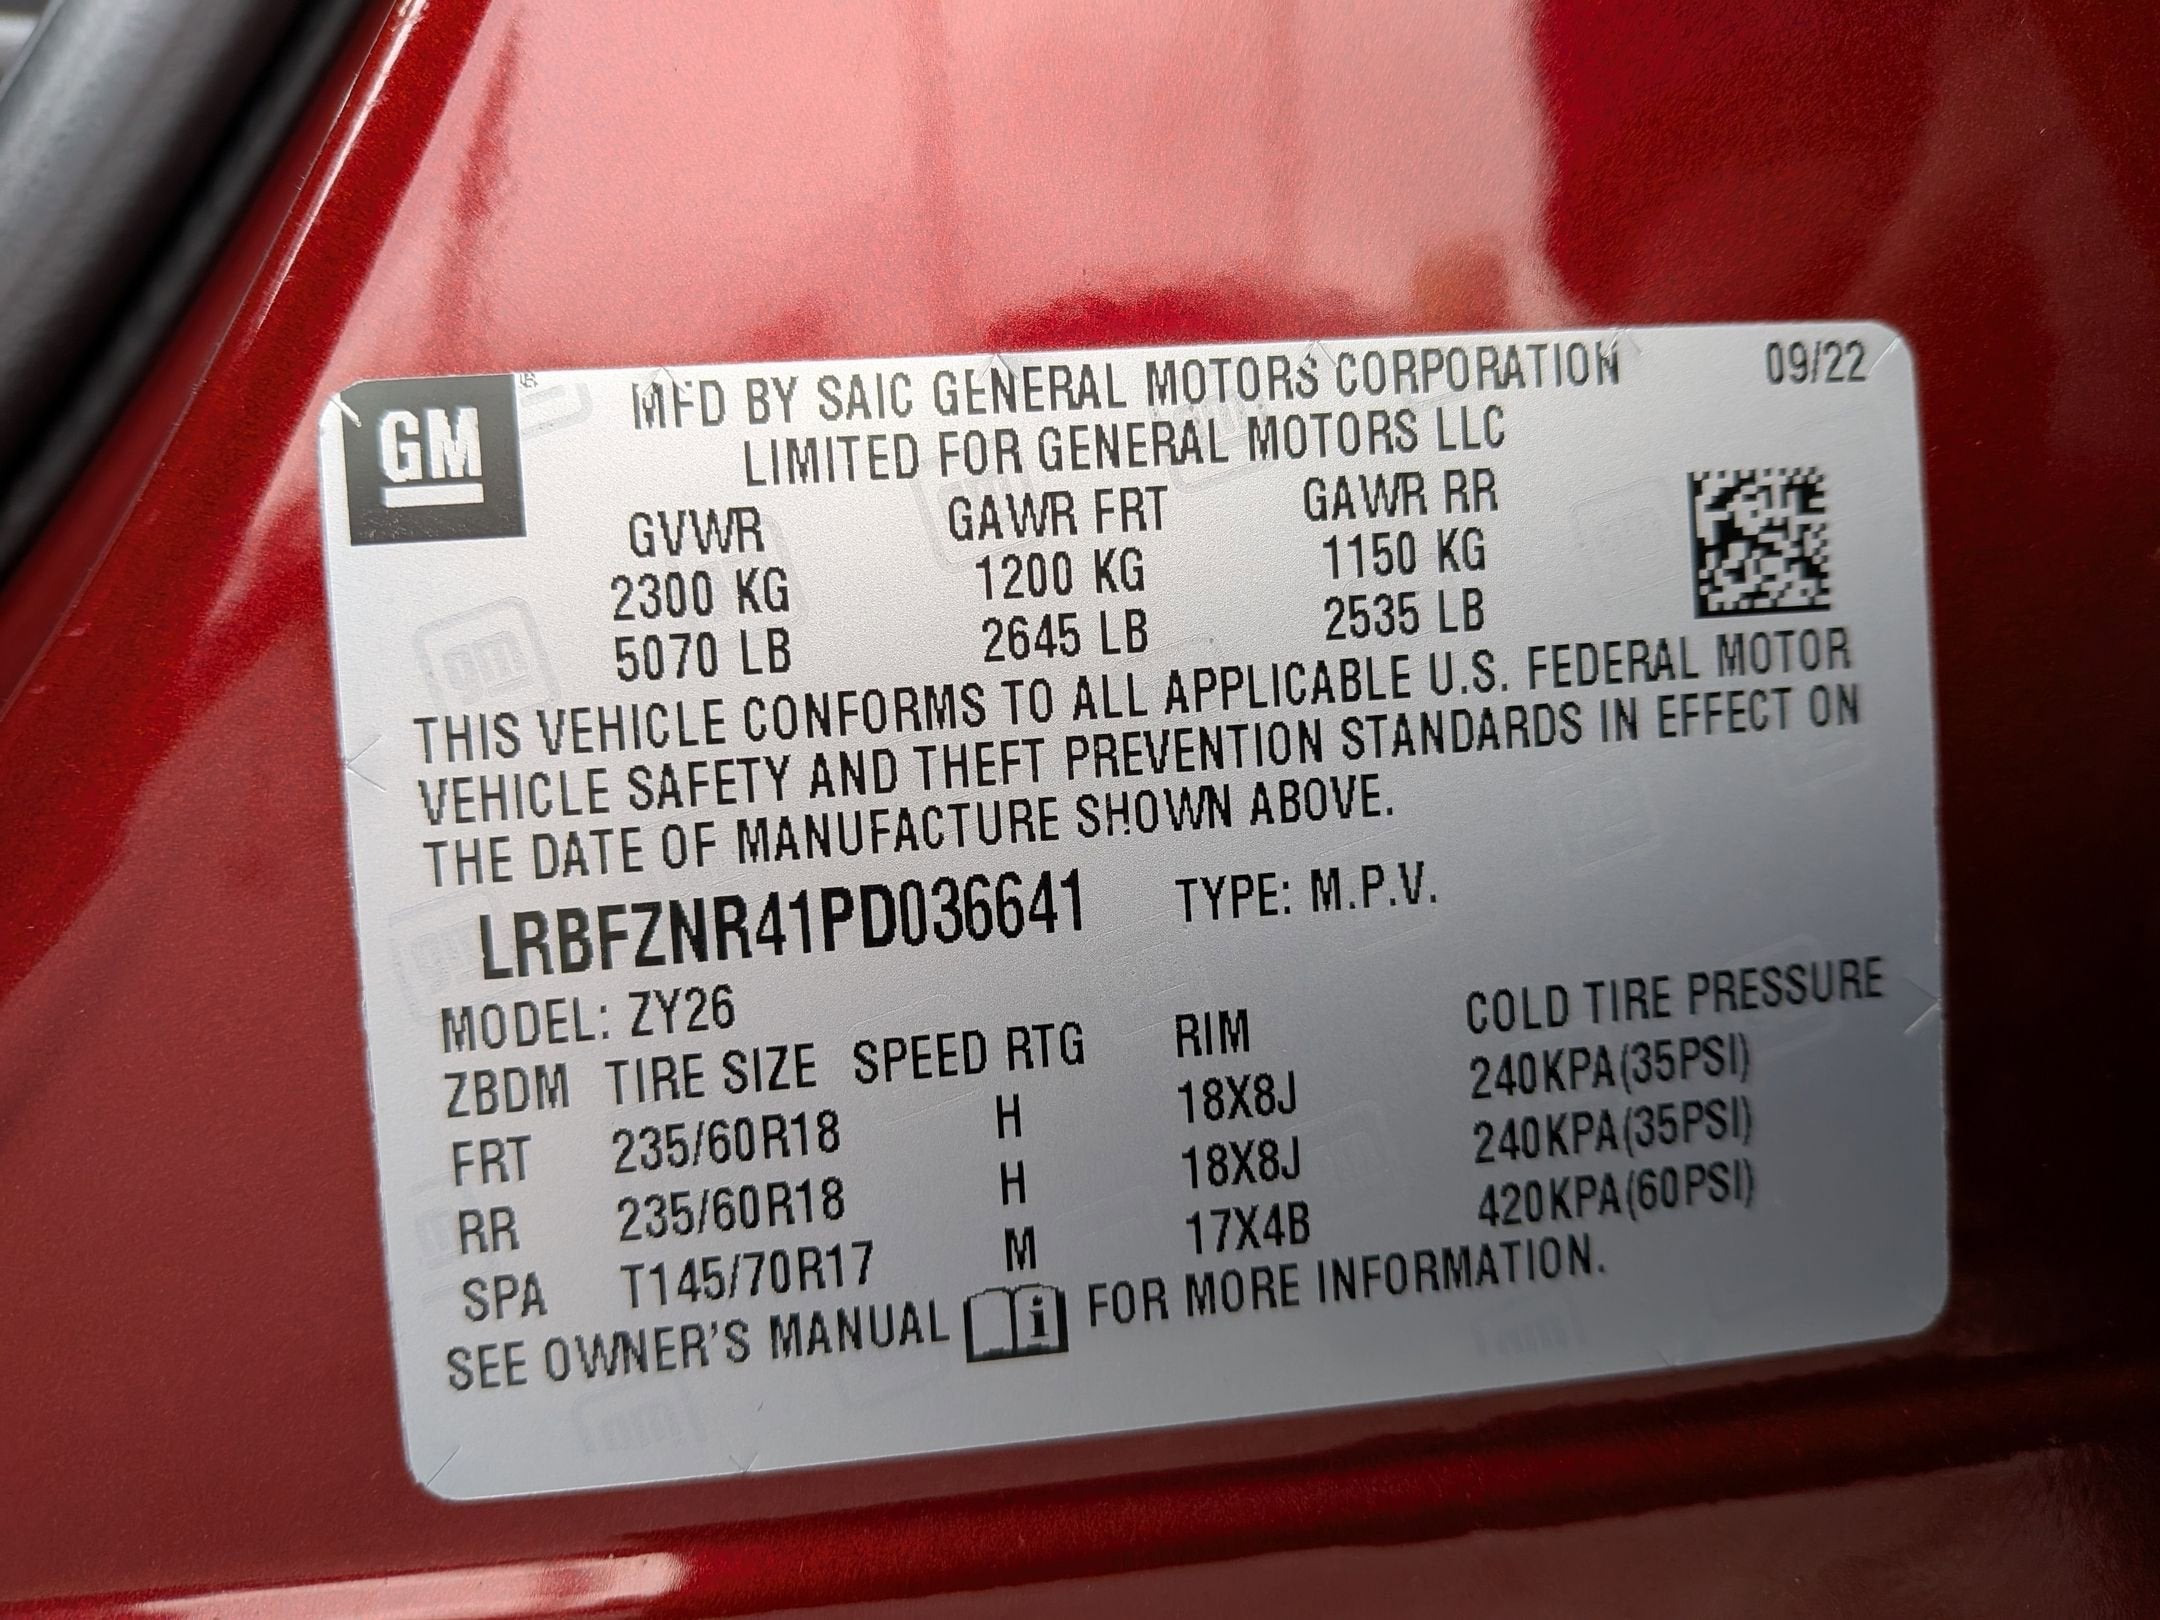 GM
MFD BY SAIC GENERAL MOTORS CORPORATION 09/22
LIMITED FOR GENERAL MOTORS LLC
GVWR GAWR FRT GAWR RR
2300 KG 1200 KG 1150 KG
5070 LB 2645 LB 2535 LB
THIS VEHICLE CONFORMS TO ALL APPLICABLE U.S. FEDERAL MOTOR
VEHICLE SAFETY AND THEFT PREVENTION STANDARDS IN EFFECT ON
THE DATE OF MANUFACTURE SHOWN ABOVE.
LRBFZNR41PD036641 TYPE: M.P.V.
MODEL: ZY26
ZBDM TIRE SIZE SPEED RTG RIM COLD TIRE PRESSURE
FRT 235/60R18 H 18X8J 240KPA(35PSI)
RR 235/60R18 H 18X8J 240KPA(35PSI)
SPA T145/70R17 M 17X4B 420KPA(60PSI)
SEE OWNER'S MANUAL i FOR MORE INFORMATION.